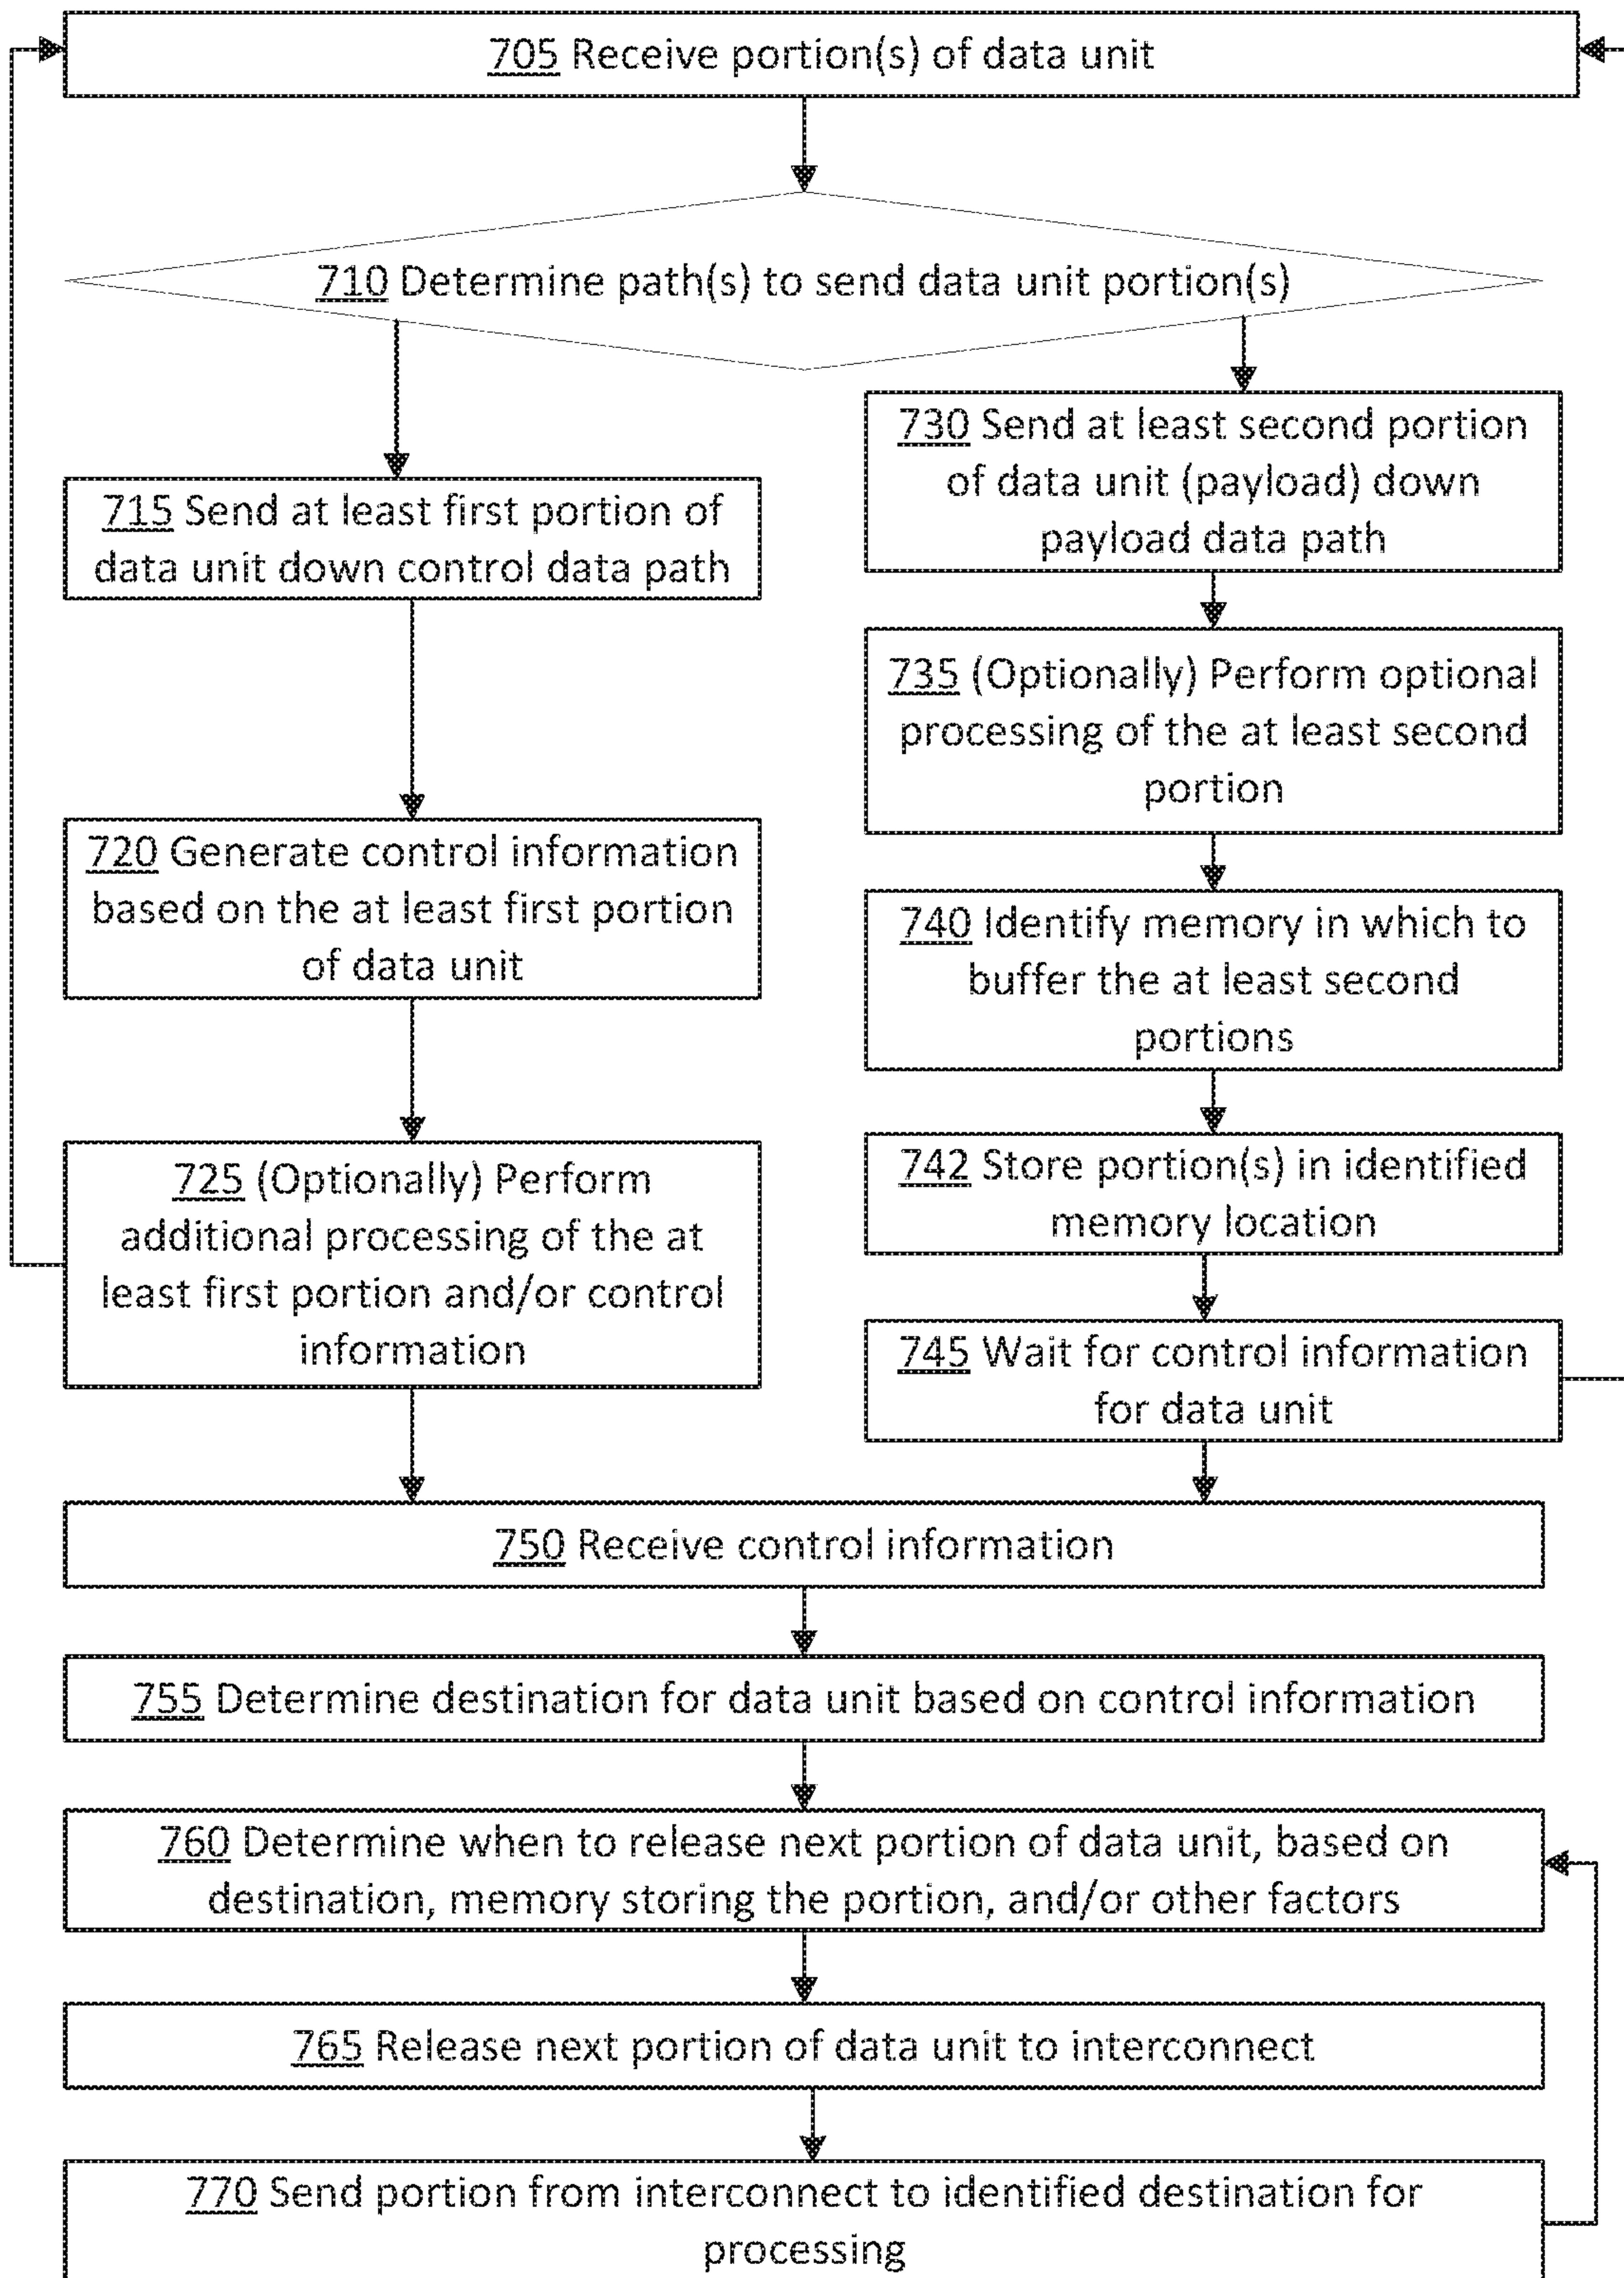 705 Receive portion(s) of data unit
710 Determine path(s) to send data unit portion(s)
715 Send at least first portion of
data unit down control data path
720 Generate control information
based on the at least first portion
of data unit
725 (Optionally) Perform
additional processing of the at
least first portion and/or control
information
730 Send at least second portion
of data unit (payload) down
payload data path
735 (Optionally) Perform optional
processing of the at least second
portion
740 Identify memory in which to
buffer the at least second
portions
742 Store portion(s) in identified
memory location
745 Wait for control information
for data unit
750 Receive control information
755 Determine destination for data unit based on control information
760 Determine when to release next portion of data unit, based on
destination, memory storing the portion, and/or other factors
765 Release next portion of data unit to interconnect
770 Send portion from interconnect to identified destination for
processing